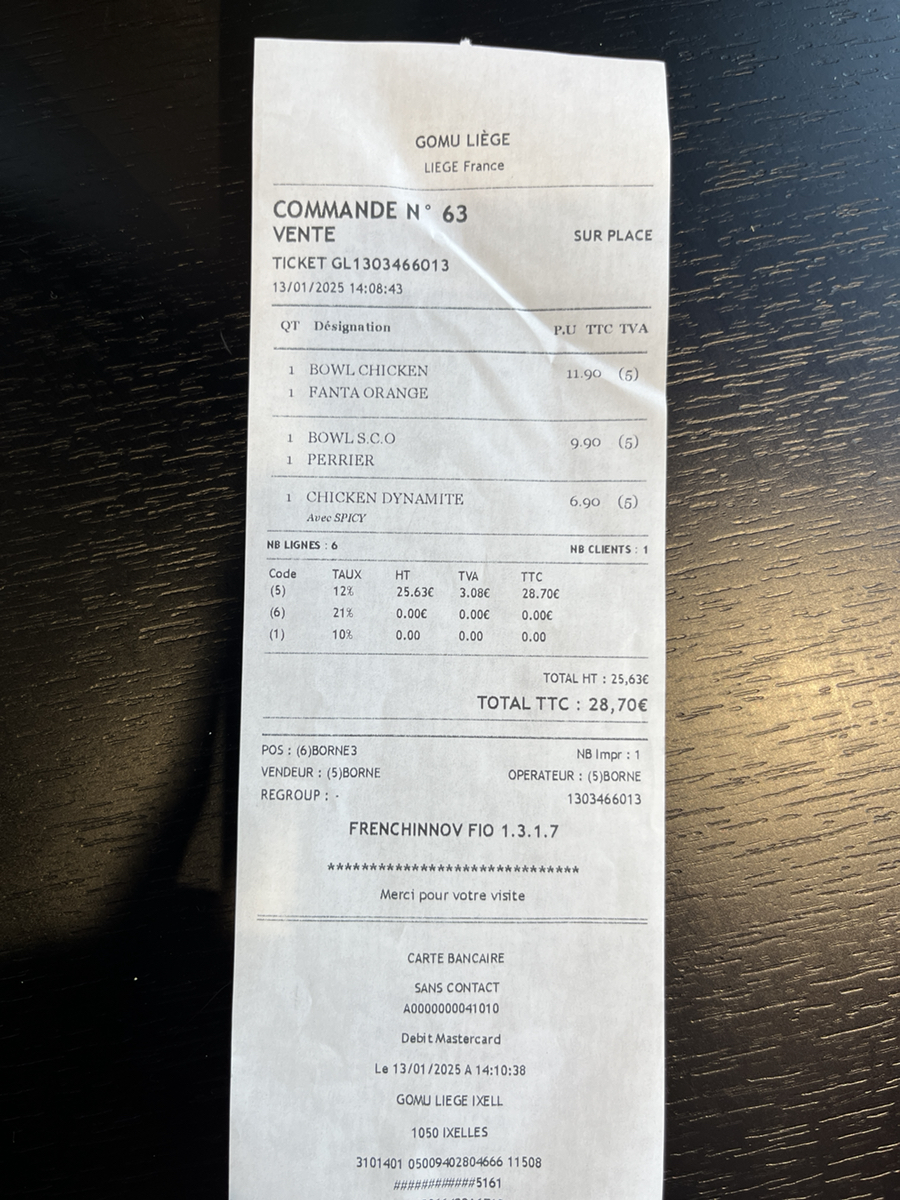 GOMU LIÈGE
LIEGE France
COMMANDE N° 63
VENTE SUR PLACE
TICKET GL1303466013
13/01/2025 14:08:43
QT Désignation P.U TTC TVA
1 BOWL CHICKEN 11.90 (5)
1 FANTA ORANGE
1 BOWL S.C.O 9.90 (5)
1 PERRIER
1 CHICKEN DYNAMITE 6.90 (5)
Avec SPICY
NB LIGNES : 6 NB CLIENTS : 1
Code TAUX HT TVA TTC
(5) 12% 25.63€ 3.08€ 28.70€
(6) 21% 0.00€ 0.00€ 0.00€
(1) 10% 0.00 0.00 0.00
TOTAL HT : 25,63€
TOTAL TTC : 28,70€
POS : (6)BORNE3 NB Impr : 1
VENDEUR : (5)BORNE OPERATEUR : (5)BORNE
REGROUP : - 1303466013
FRENCHINNOV FIO 1.3.1.7
******************************
Merci pour votre visite
CARTE BANCAIRE
SANS CONTACT
A0000000041010
Debit Mastercard
Le 13/01/2025 A 14:10:38
GOMU LIEGE IXELL
1050 IXELLES
3101401 05009402804666 11508
############5161